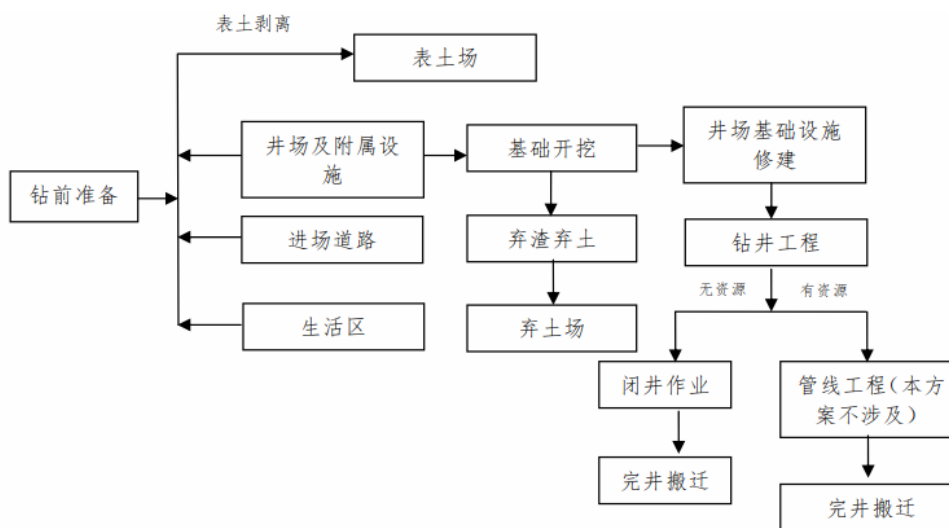 表土剥离
表土场
井场及附属设
施
基础开挖
井场基础设施
修建
钻前准备
进场道路
弃渣弃土
钻井工程
无资源
有资源
生活区
弃土场
闭井作业
管线工程（本方
案不涉及）
完井搬迁
完井搬迁